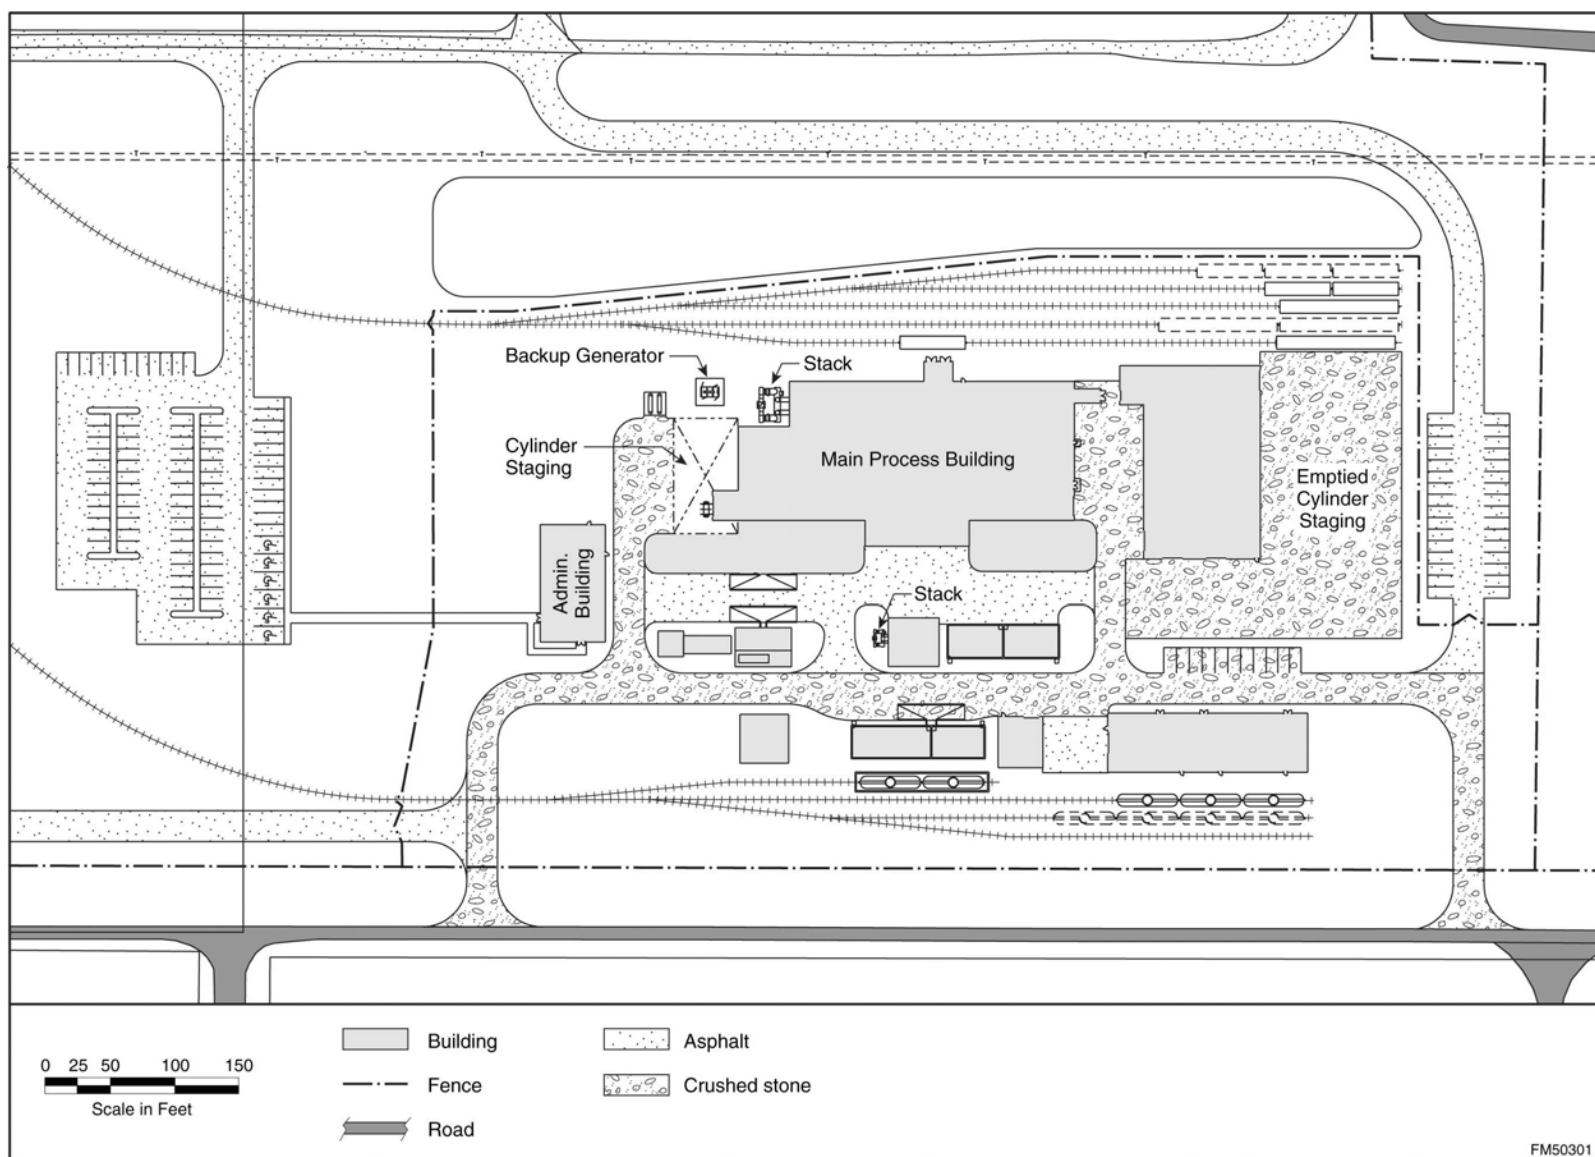 Backup Generator
Stack
Cylinder
Staging
Main Process Building
Emptied
Cylinder
Staging
Admin.
Building
Stack
0 25 50 100 150
Scale in Feet
Building
Fence
Road
Asphalt
Crushed stone
FM50301